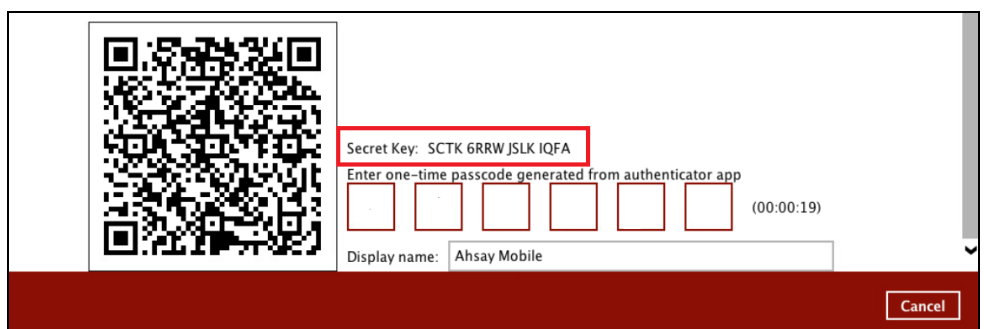 Secret Key: SCTK 6RRW JSLK IQFA
Enter one-time passcode generated from authenticator app
(00:00:19)
Display name: Ahsay Mobile
Cancel